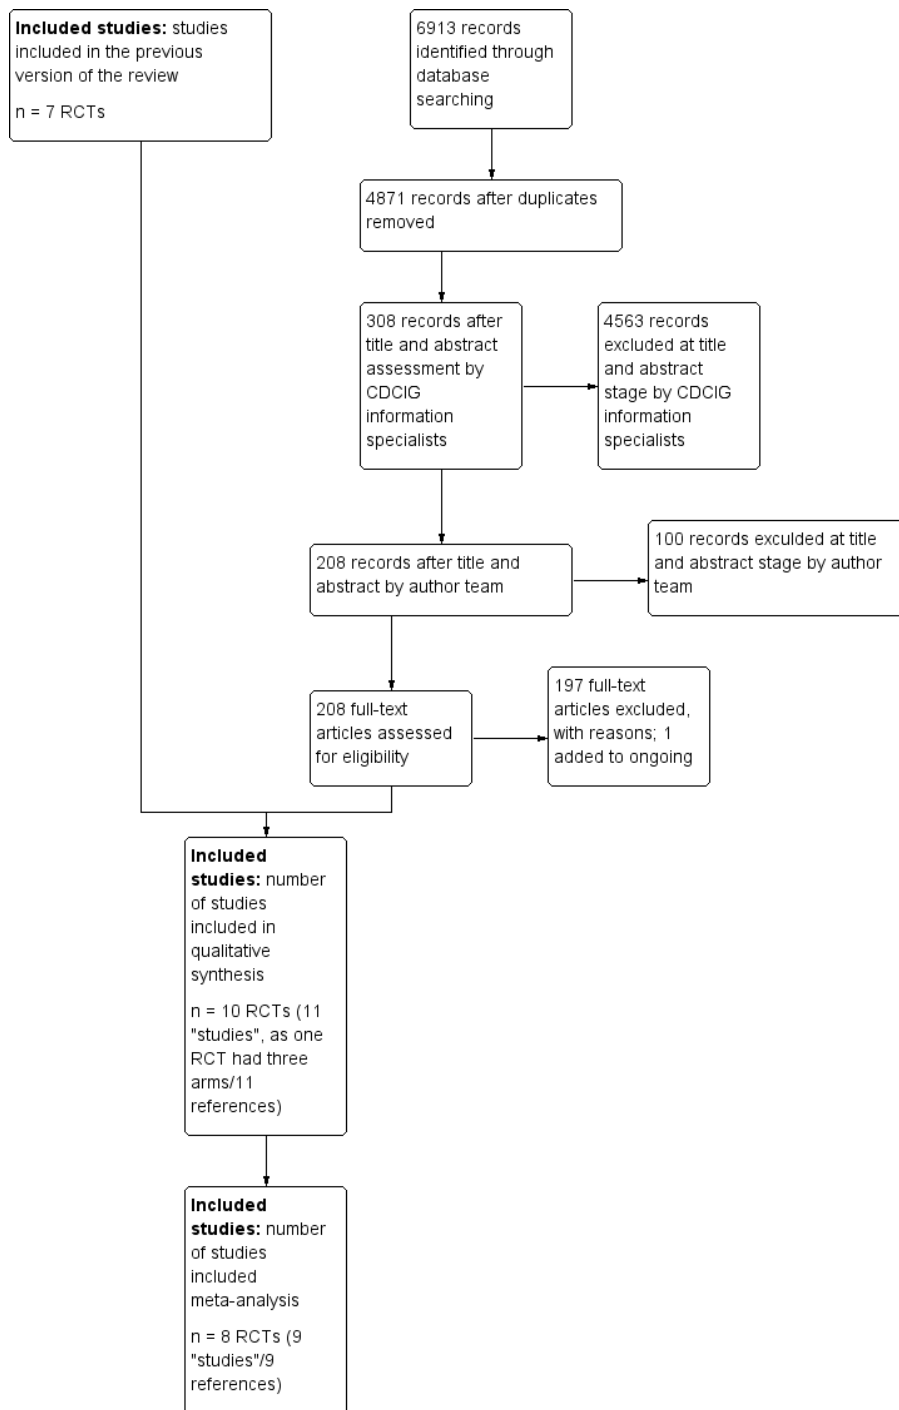 Included studies: studies
included in the previous
version of the review
n = 7 RCTs
6913 records
identified through
database
searching
4871 records after duplicates
removed
308 records after
title and abstract
assessment by
CDCIG
information
specialists
4563 records
excluded at title
and abstract
stage by CDCIG
information
specialists
208 records after title and
abstract by author team
100 records exculded at title
and abstract stage by author
team
208 full-text
articles assessed
for eligibility
197 full-text
articles excluded,
with reasons; 1
added to ongoing
Included
studies: number
of studies
included in
qualitative
synthesis
n = 10 RCTs (11
"studies", as one
RCT had three
arms/11
references)
Included
studies: number
of studies
included
meta-analysis
n = 8 RCTs (9
"studies"/9
references)